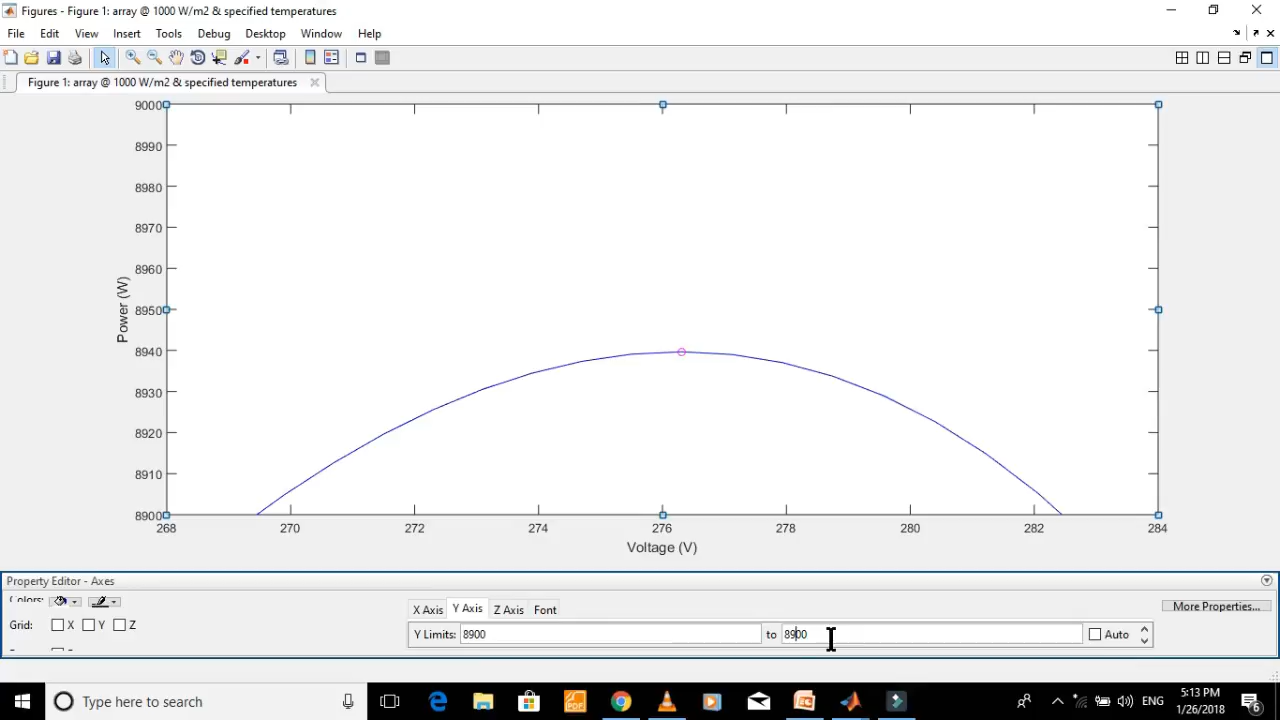 Figures - Figure 1: array @ 1000 W/m2 & specified temperatures
File Edit View Insert Tools Debug Desktop Window Help
Figure 1: array @ 1000 W/m2 & specified temperatures
9000
8990
8980
8970
8960
8950
8940
8930
8920
8910
8900
Power (W)
268 270 272 274 276 278 280 282 284
Voltage (V)
Property Editor - Axes
Colors:
X Axis Y Axis Z Axis Font
More Properties...
Grid: X Y Z
Y Limits: 8900 to 8900 Auto
Type here to search
ENG
5:13 PM
1/26/2018
6